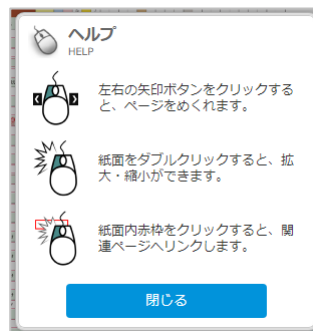 ヘルプ
HELP
左右の矢印ボタンをクリックする
と、ページをめくれます。
紙面をダブルクリックすると、拡
大・縮小ができます。
紙面内赤枠をクリックすると、関
連ページへリンクします。
閉じる